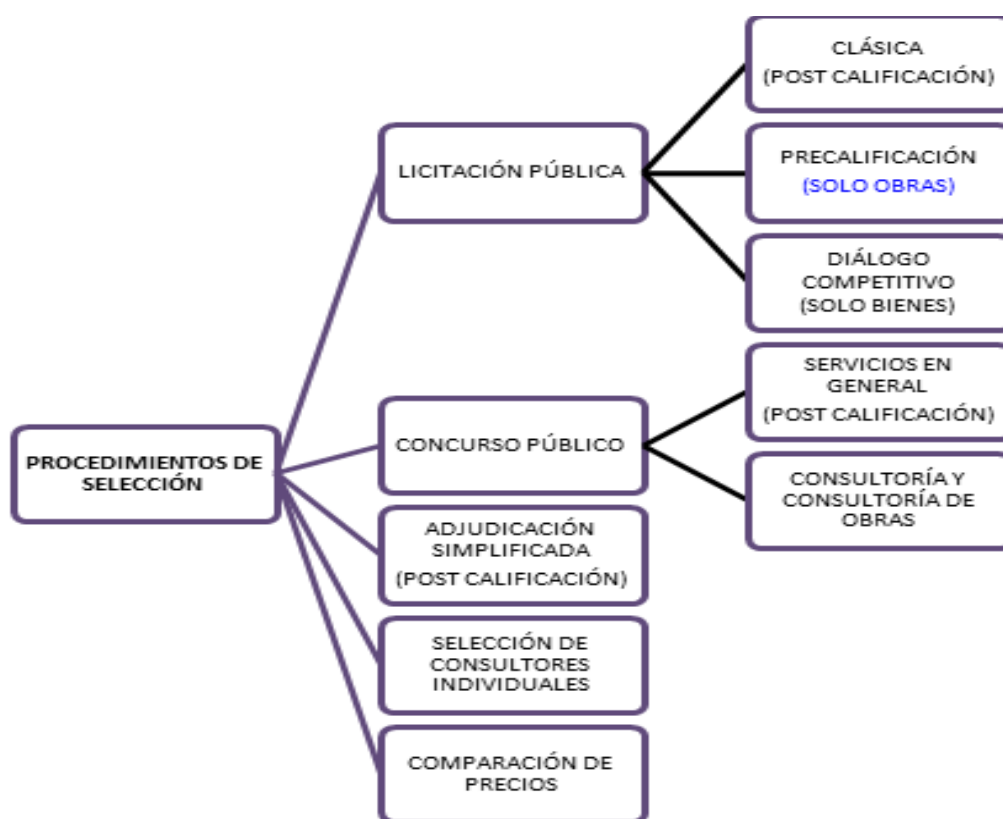 PROCEDIMIENTOS DE
SELECCIÓN
LICITACIÓN PÚBLICA
CLÁSICA
(POST CALIFICACIÓN)
PRECALIFICACIÓN
(SOLO OBRAS)
DIÁLOGO
COMPETITIVO
(SOLO BIENES)
CONCURSO PÚBLICO
SERVICIOS EN
GENERAL
(POST CALIFICACIÓN)
CONSULTORÍA Y
CONSULTORÍA DE
OBRAS
ADJUDICACIÓN
SIMPLIFICADA
(POST CALIFICACIÓN)
SELECCIÓN DE
CONSULTORES
INDIVIDUALES
COMPARACIÓN DE
PRECIOS